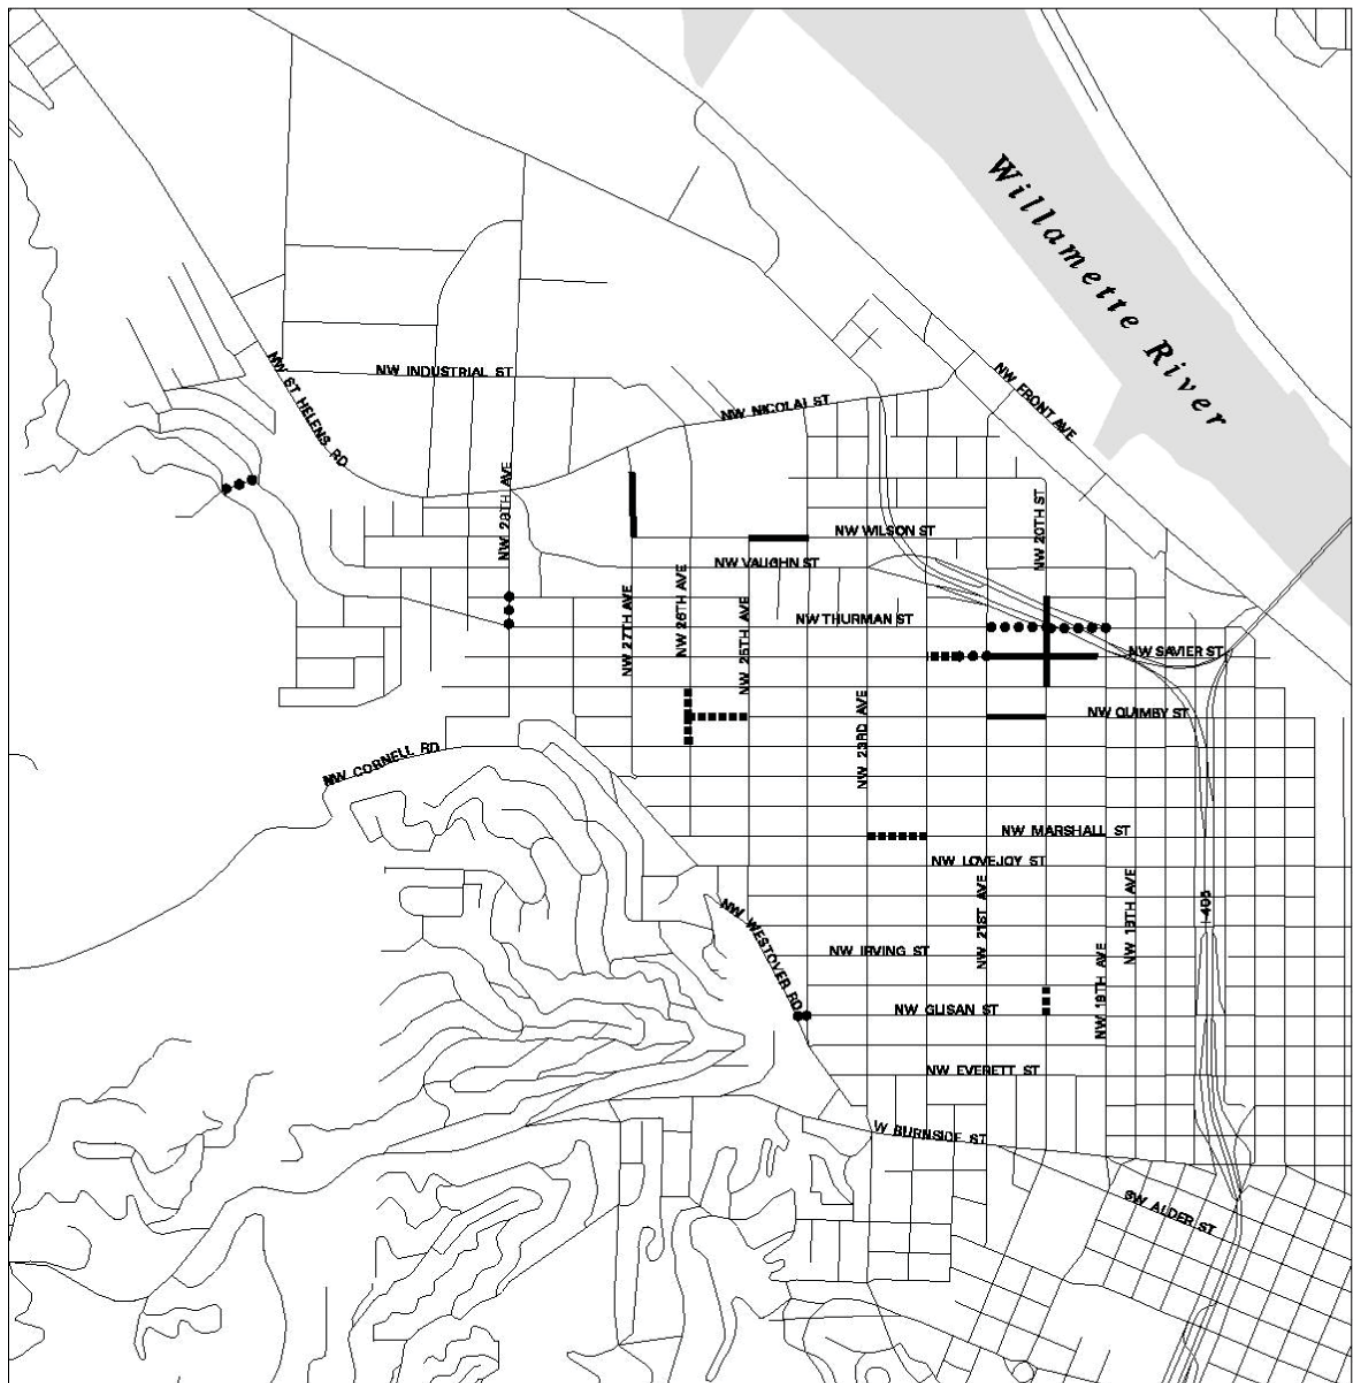 Willamette River
NW INDUSTRIAL ST
NW ST HELENS RD
NW NICOLAI ST
NW FRONT AVE
NW 29TH AVE
NW 20TH ST
NW WILSON ST
NW VAUGHN ST
NW 26TH AVE
NW 27TH AVE
NW 25TH AVE
NW THURMAN ST
NW SAVIER ST
NW 23RD AVE
NW QUIMBY ST
NW CORNELL RD
NW MARSHALL ST
NW LOVEJOY ST
NW 21ST AVE
NW 18TH AVE
I-405
NW WESTOVER RD
NW IRVING ST
NW 19TH AVE
NW GLISAN ST
NW EVERETT ST
W BURNSIDE ST
SW ALDER ST